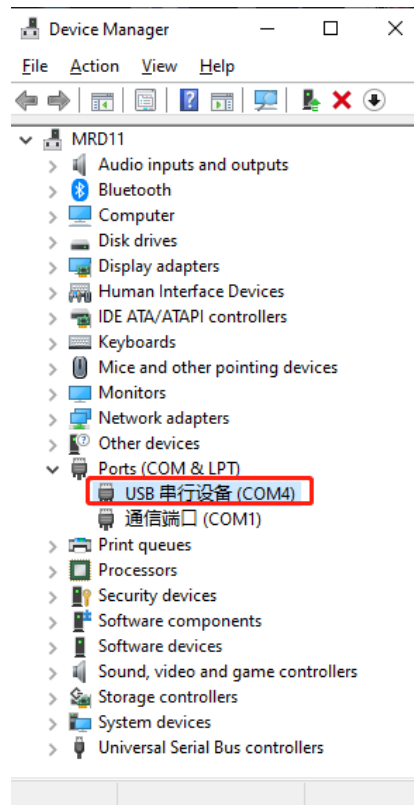 Device Manager
File Action View Help
MRD11
Audio inputs and outputs
Bluetooth
Computer
Disk drives
Display adapters
Human Interface Devices
IDE ATA/ATAPI controllers
Keyboards
Mice and other pointing devices
Monitors
Network adapters
Other devices
Ports (COM & LPT)
USB 串行设备 (COM4)
通信端口 (COM1)
Print queues
Processors
Security devices
Software components
Software devices
Sound, video and game controllers
Storage controllers
System devices
Universal Serial Bus controllers